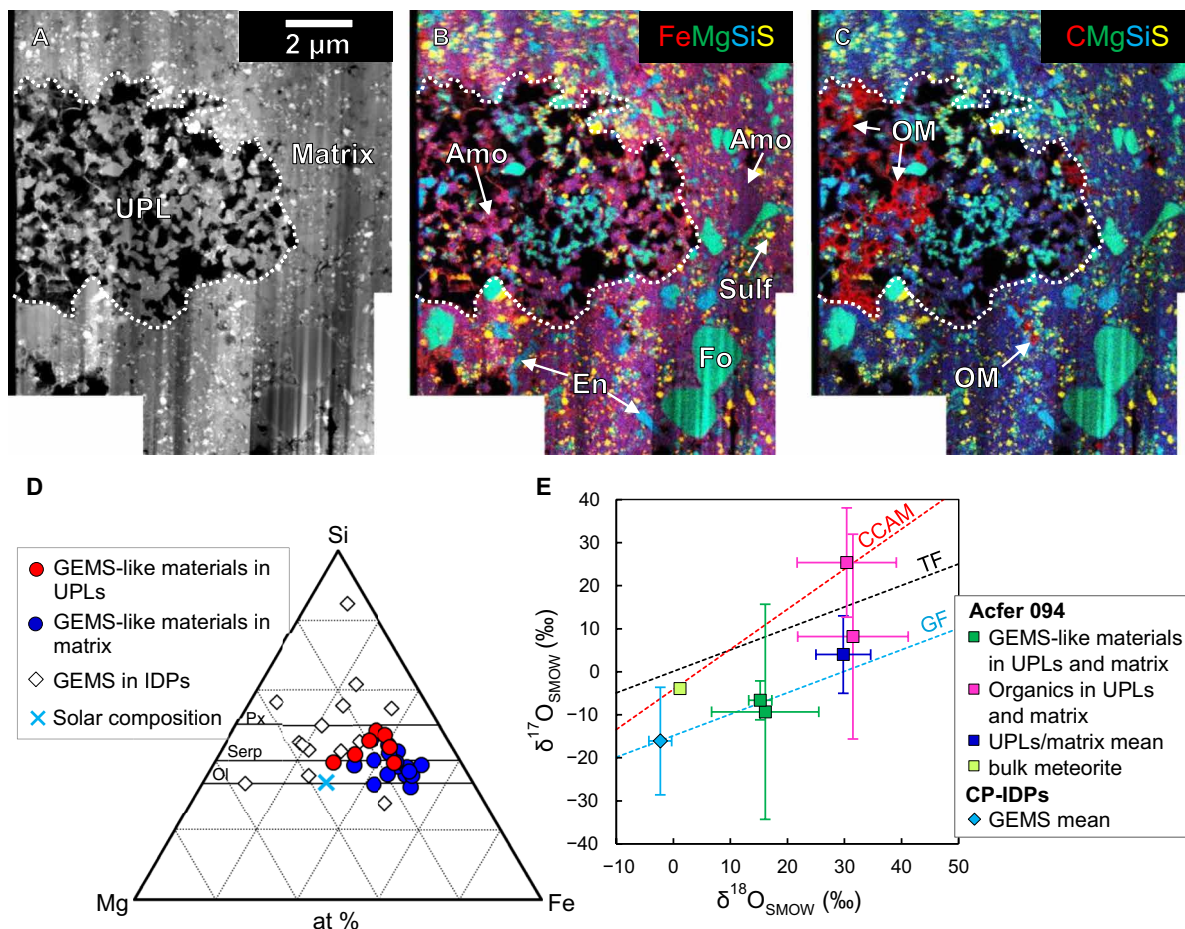 A
2 μm
UPL
Matrix
B
FeMgSiS
Amo
Amo
Sulf
Fo
En
C
CMgSiS
OM
OM
D
Si
GEMS-like materials in
UPLs
GEMS-like materials in
matrix
GEMS in IDPs
Solar composition
Px
Serp
Ol
Mg
Fe
at %
E
40
30
20
10
0
−10
−20
−30
−40
δ¹⁷O_SMOW (‰)
−10 0 10 20 30 40 50
δ¹⁸O_SMOW (‰)
CCAM
TF
GF
Acfer 094
GEMS-like materials
in UPLs and matrix
Organics in UPLs
and matrix
UPLs/matrix mean
bulk meteorite
CP-IDPs
GEMS mean